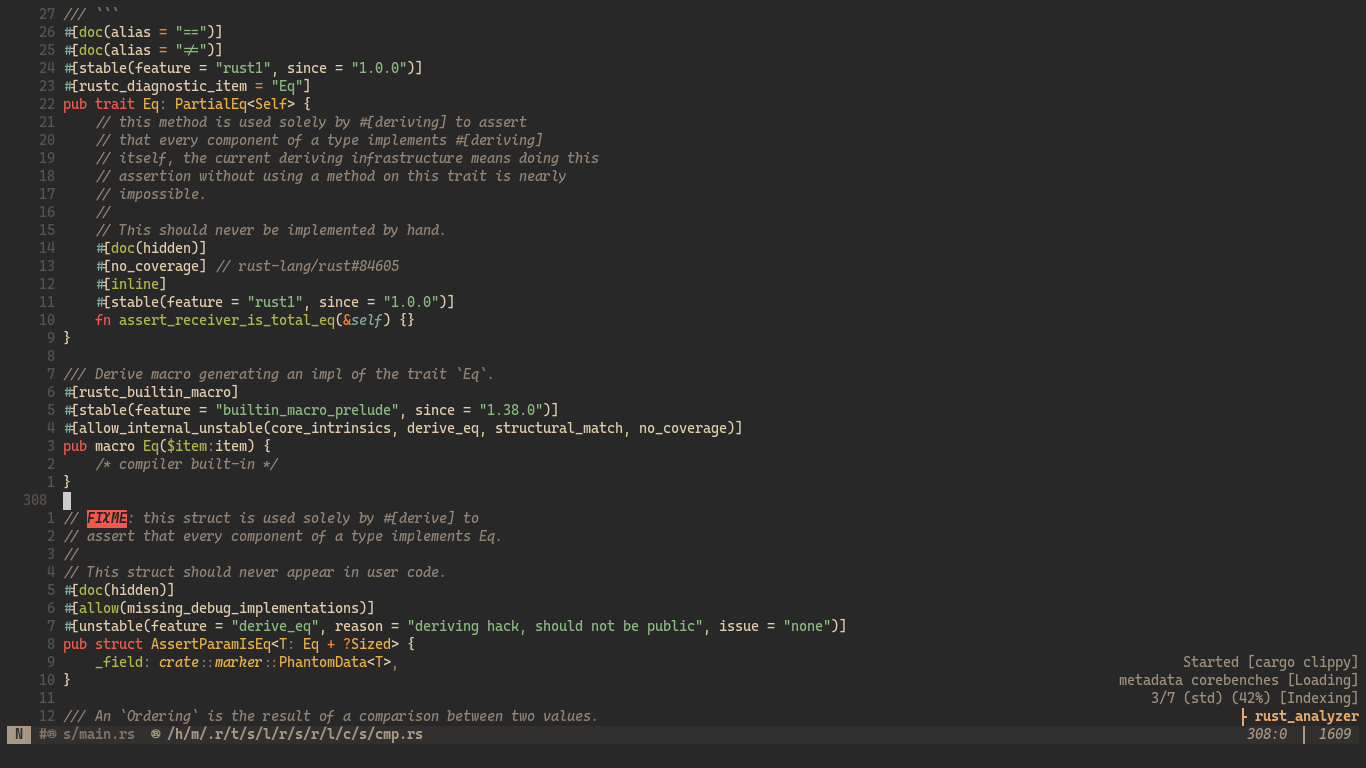 27 /// ```
26 #[doc(alias = "==")]
25 #[doc(alias = "≠")]
24 #[stable(feature = "rust1", since = "1.0.0")]
23 #[rustc_diagnostic_item = "Eq"]
22 pub trait Eq: PartialEq<Self> {
21     // this method is used solely by #[deriving] to assert
20     // that every component of a type implements #[deriving]
19     // itself, the current deriving infrastructure means doing this
18     // assertion without using a method on this trait is nearly
17     // impossible.
16     //
15     // This should never be implemented by hand.
14     #[doc(hidden)]
13     #[no_coverage] // rust-lang/rust#84605
12     #[inline]
11     #[stable(feature = "rust1", since = "1.0.0")]
10     fn assert_receiver_is_total_eq(&self) {}
9 }
8
7 /// Derive macro generating an impl of the trait `Eq`.
6 #[rustc_builtin_macro]
5 #[stable(feature = "builtin_macro_prelude", since = "1.38.0")]
4 #[allow_internal_unstable(core_intrinsics, derive_eq, structural_match, no_coverage)]
3 pub macro Eq($item:item) {
2     /* compiler built-in */
1 }
308
1 // FIXME: this struct is used solely by #[derive] to
2 // assert that every component of a type implements Eq.
3 //
4 // This struct should never appear in user code.
5 #[doc(hidden)]
6 #[allow(missing_debug_implementations)]
7 #[unstable(feature = "derive_eq", reason = "deriving hack, should not be public", issue = "none")]
8 pub struct AssertParamIsEq<T: Eq + ?Sized> {
9     _field: crate::marker::PhantomData<T>,
Started [cargo clippy]
10 }
metadata corebenches [Loading]
11
3/7 (std) (42%) [Indexing]
12 /// An `Ordering` is the result of a comparison between two values.
rust_analyzer
N #® s/main.rs ® /h/m/.r/t/s/l/r/s/r/l/c/s/cmp.rs 308:0 | 1609